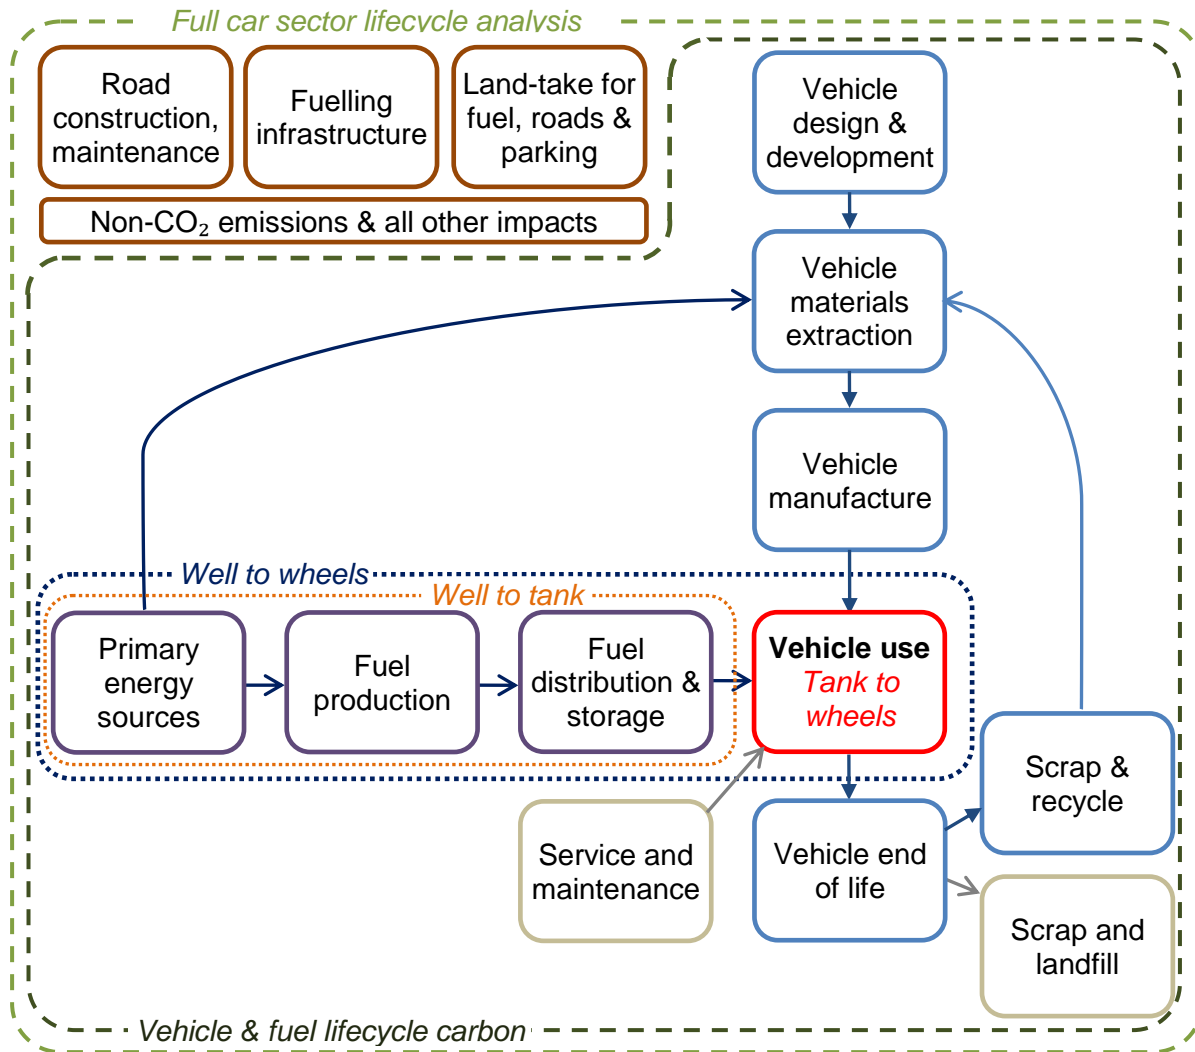 Full car sector lifecycle analysis
Road
construction,
maintenance
Fuelling
infrastructure
Land-take for
fuel, roads &
parking
Non-CO₂ emissions & all other impacts
Vehicle
design &
development
Vehicle
materials
extraction
Vehicle
manufacture
Well to wheels
Well to tank
Primary
energy
sources
Fuel
production
Fuel
distribution &
storage
Vehicle use
Tank to
wheels
Service and
maintenance
Vehicle end
of life
Scrap &
recycle
Scrap and
landfill
Vehicle & fuel lifecycle carbon